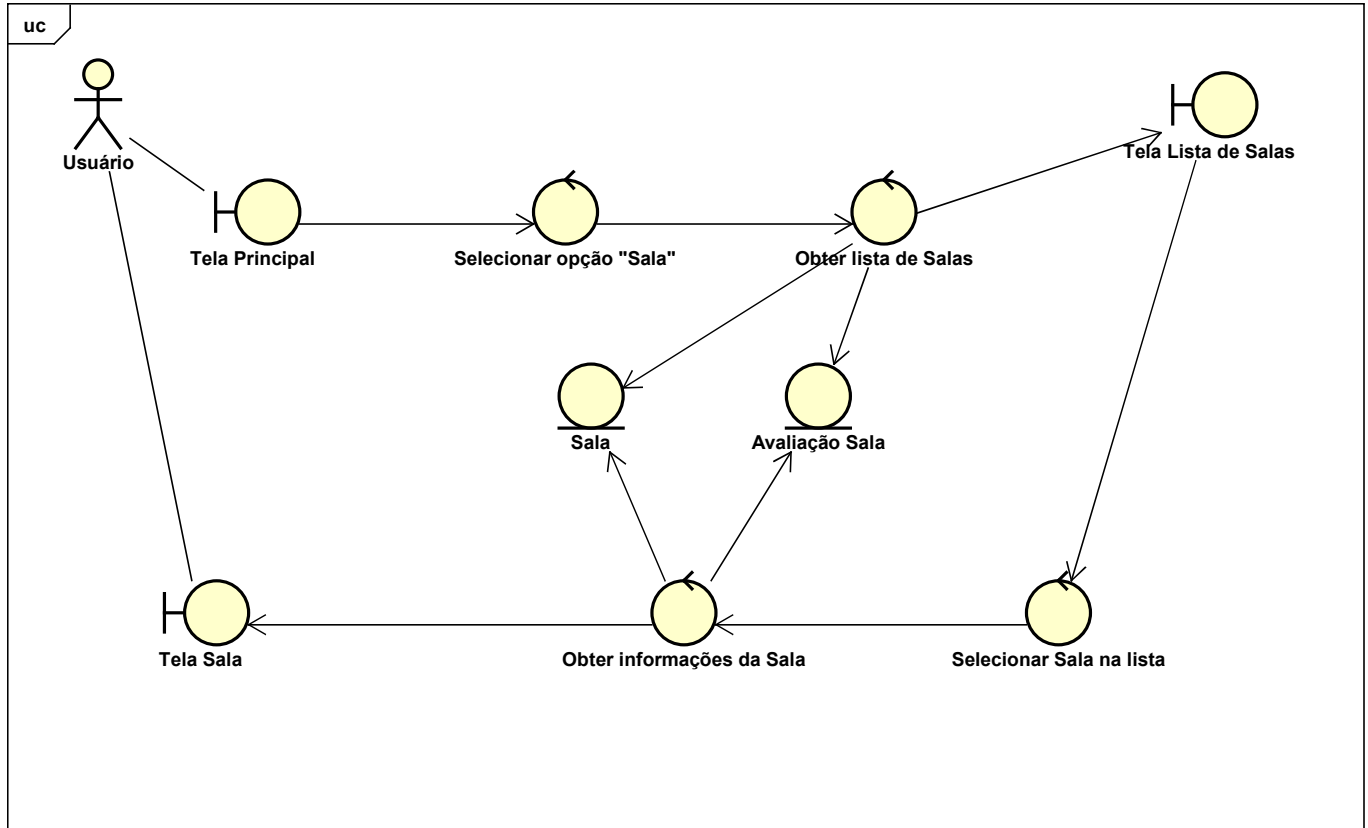 uc
Usuário
Tela Lista de Salas
Tela Principal
Selecionar opção "Sala"
Obter lista de Salas
Sala
Avaliação Sala
Tela Sala
Obter informações da Sala
Selecionar Sala na lista